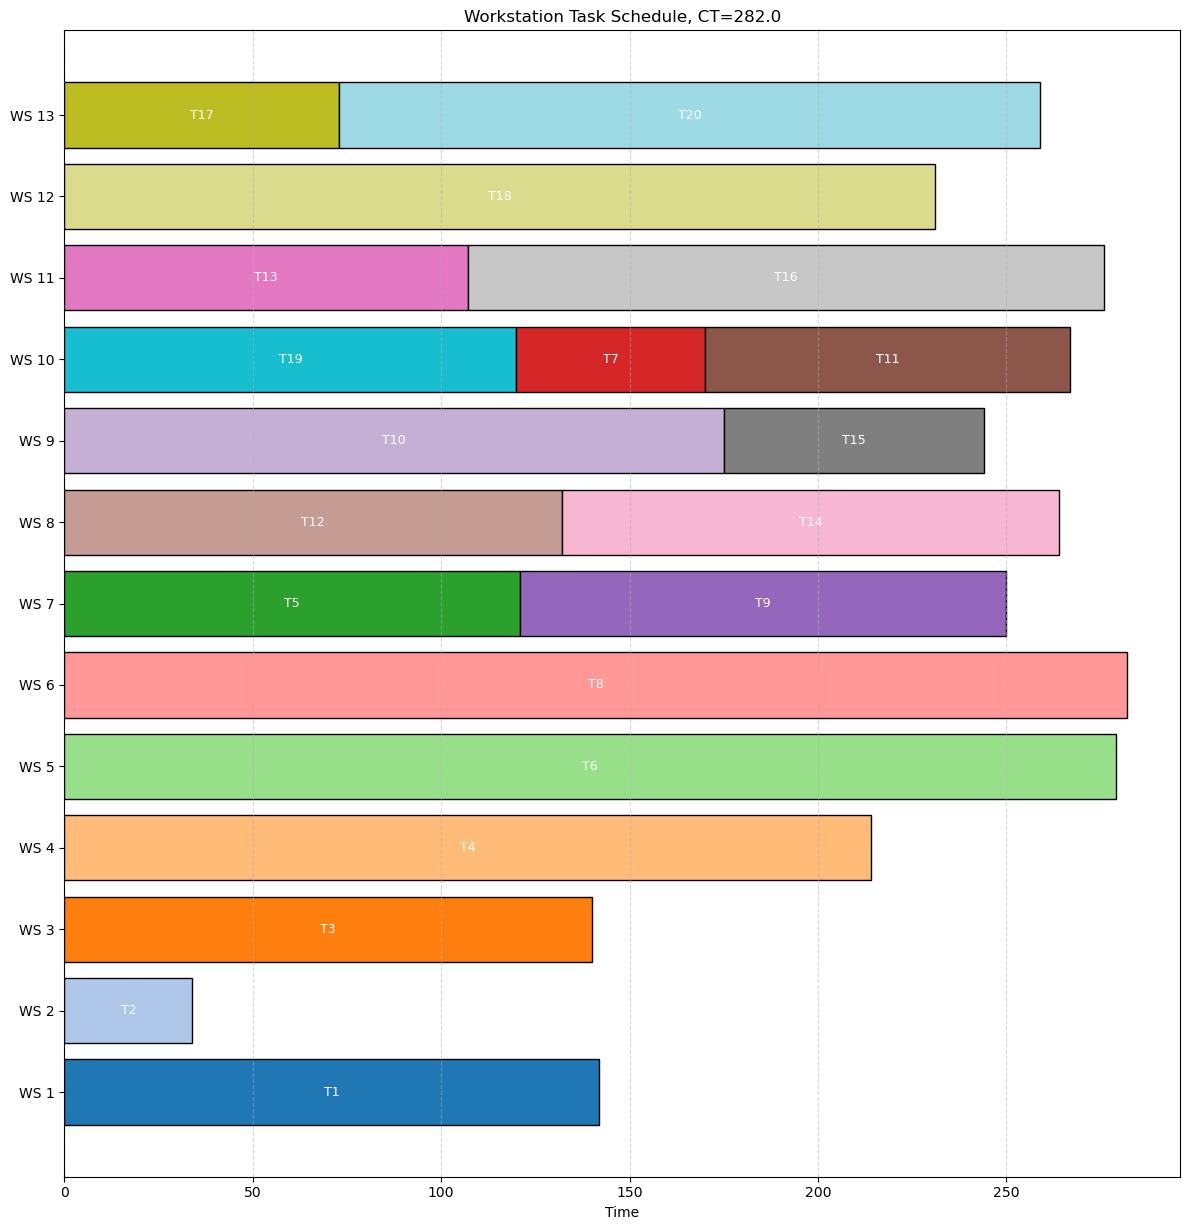 Workstation Task Schedule, CT=282.0
WS 13
T17
T20
WS 12
T18
WS 11
T13
T16
WS 10
T19
T7
T11
WS 9
T10
T15
WS 8
T12
T14
WS 7
T5
T9
WS 6
T8
WS 5
T6
WS 4
T4
WS 3
T3
WS 2
T2
WS 1
T1
0
50
100
150
200
250
Time